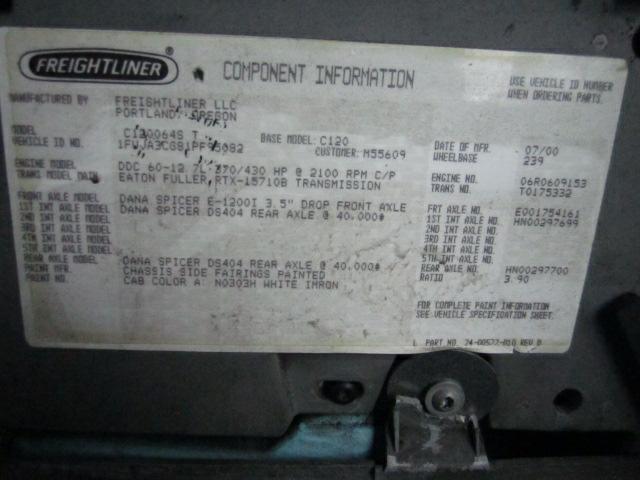 FREIGHTLINER ® COMPONENT INFORMATION
USE VEHICLE ID NUMBER
WHEN ORDERING PARTS.
MANUFACTURED BY FREIGHTLINER LLC
PORTLAND, OREGON
MODEL C120064S T BASE MODEL: C120 DATE OF MFR. 07/00
VEHICLE ID NO. CUSTOMER: M55609 WHEELBASE 239
ENGINE MODEL DDC 60-12.7L 370/430 HP @ 2100 RPM C/P ENGINE NO. 06R0609153
TRANS MODEL MAIN EATON FULLER RTX-15710B TRANSMISSION TRANS NO. T0175332
FRONT AXLE MODEL DANA SPICER E-1200I 3.5" DROP FRONT AXLE FRT AXLE NO. E001754161
1ST INT AXLE MODEL DANA SPICER DS404 REAR AXLE @ 40,000# 1ST INT AXLE NO. HN00297699
2ND INT AXLE MODEL 2ND INT AXLE NO.
3RD INT AXLE MODEL 3RD INT AXLE NO.
4TH INT AXLE MODEL 4TH INT AXLE NO.
5TH INT AXLE MODEL 5TH INT AXLE NO.
REAR AXLE MODEL DANA SPICER DS404 REAR AXLE @ 40,000# REAR AXLE NO. HN00297700
PAINT MFR. CHASSIS SIDE FAIRINGS PAINTED RATIO 3.90
PAINT NO. CAB COLOR A: N0303H WHITE IMRON
FOR COMPLETE PAINT INFORMATION
SEE VEHICLE SPECIFICATION SHEET.
PART NO. 24-00577-010 REV D